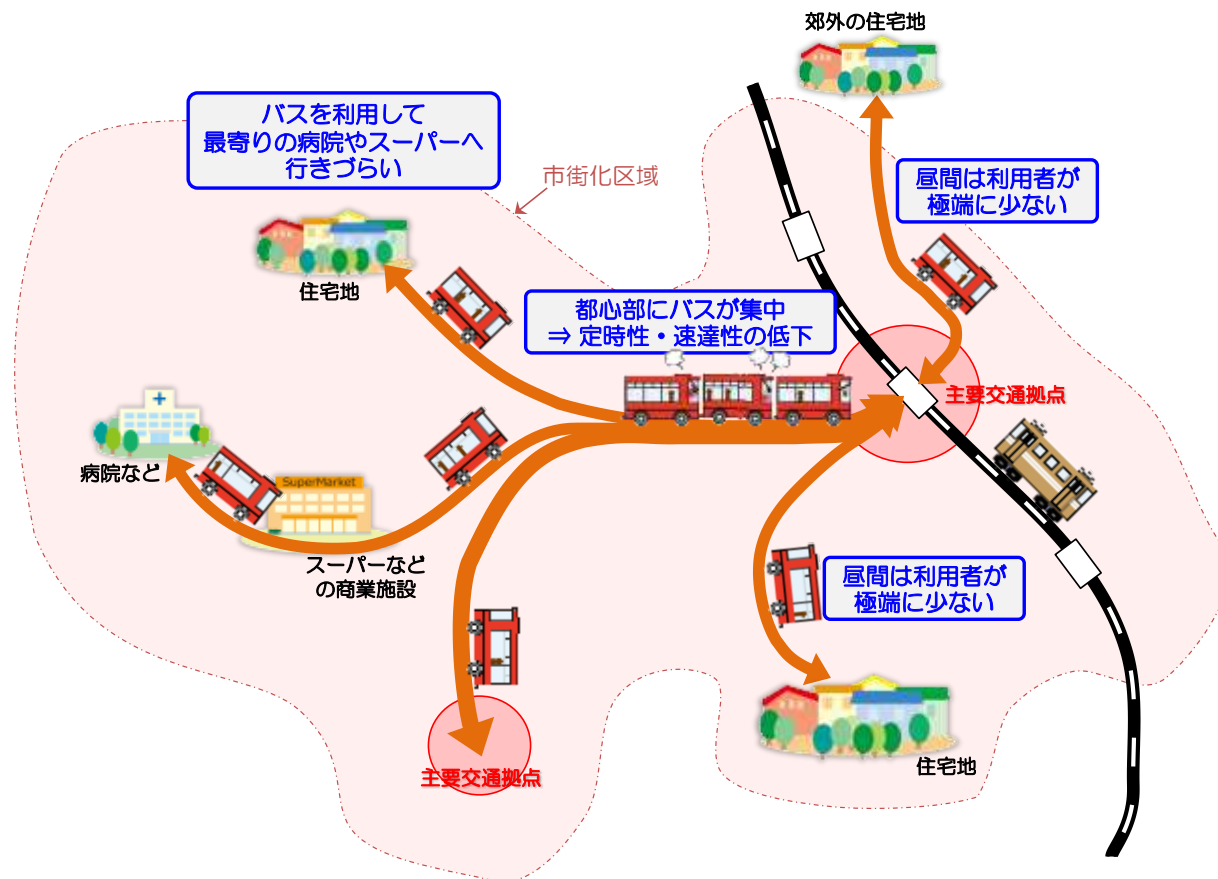 郊外の住宅地
バスを利用して
最寄りの病院やスーパーへ
行きづらい
市街化区域
昼間は利用者が
極端に少ない
住宅地
都心部にバスが集中
⇒ 定時性・速達性の低下
主要交通拠点
病院など
SuperMarket
スーパーなど
の商業施設
昼間は利用者が
極端に少ない
主要交通拠点
住宅地